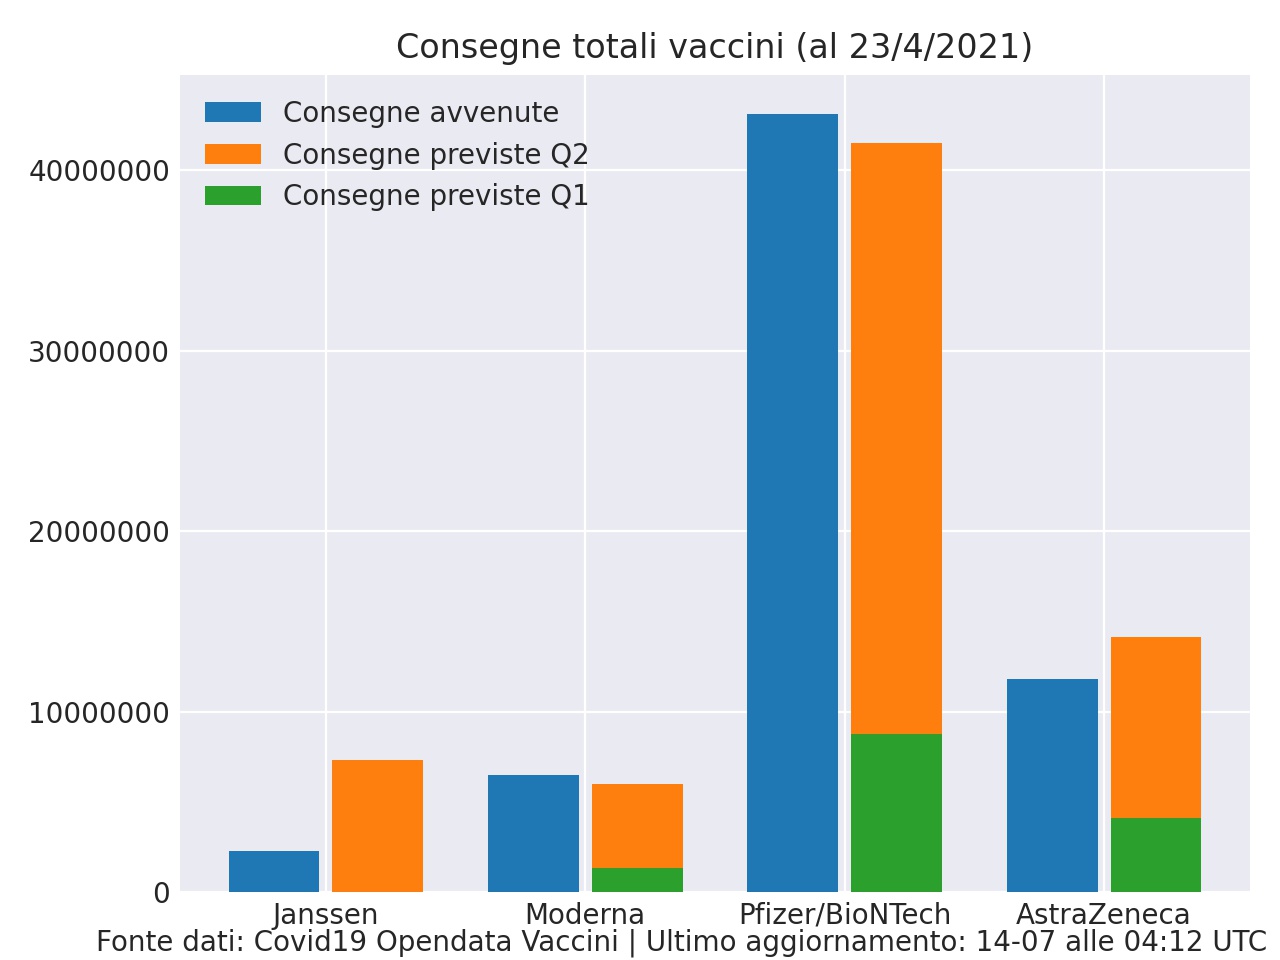 Consegne totali vaccini (al 23/4/2021)
Consegne avvenute
Consegne previste Q2
Consegne previste Q1
40000000
30000000
20000000
10000000
0
Janssen Moderna Pfizer/BioNTech AstraZeneca
Fonte dati: Covid19 Opendata Vaccini | Ultimo aggiornamento: 14-07 alle 04:12 UTC